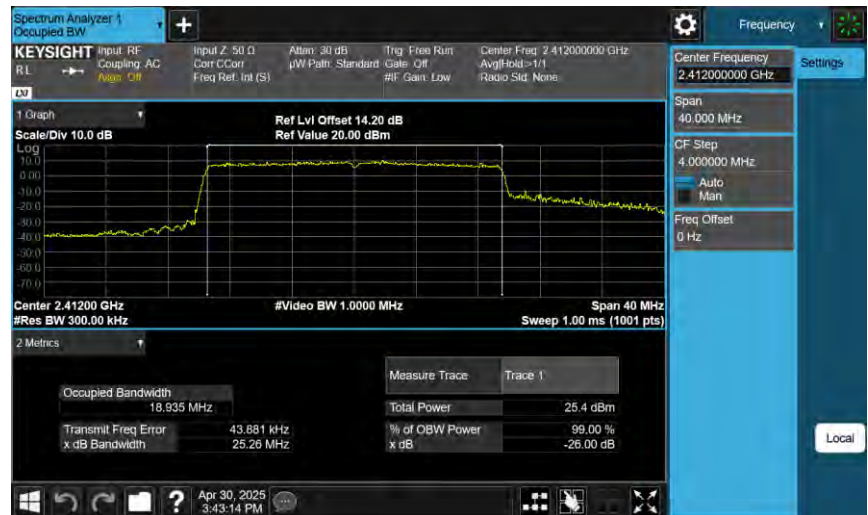 Spectrum Analyzer 1
Occupied BW
Frequency
KEYSIGHT
RL
LXI
Input: RF
Coupling: AC
Align: Off
Input Z: 50 Ω
Corr CCorr
Freq Ref: Int (S)
Atten: 30 dB
µW Path: Standard
Trig: Free Run
Gate: Off
#IF Gain: Low
Center Freq: 2.412000000 GHz
Avg|Hold:>1/1
Radio Std: None
Center Frequency
2.412000000 GHz
Settings
Span
40.000 MHz
CF Step
4.000000 MHz
Auto
Man
Freq Offset
0 Hz
Local
1 Graph
Scale/Div 10.0 dB
Ref Lvl Offset 14.20 dB
Ref Value 20.00 dBm
Log
10.0
0.00
-10.0
-20.0
-30.0
-40.0
-50.0
-60.0
-70.0
Center 2.41200 GHz
#Res BW 300.00 kHz
#Video BW 1.0000 MHz
Span 40 MHz
Sweep 1.00 ms (1001 pts)
2 Metrics
Measure Trace Trace 1
Occupied Bandwidth
18.935 MHz
Total Power 25.4 dBm
Transmit Freq Error 43.881 kHz
% of OBW Power 99.00 %
x dB Bandwidth 25.26 MHz
x dB -26.00 dB
Apr 30, 2025
3:43:14 PM